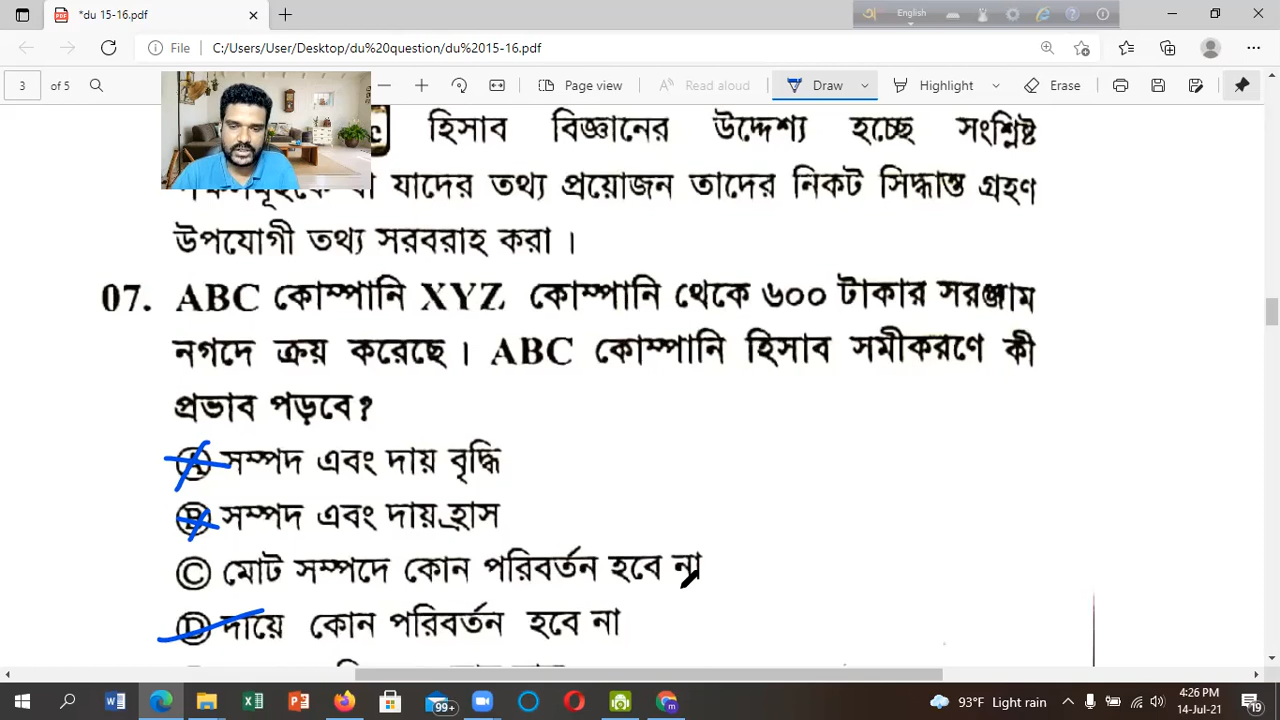 *du 15-16.pdf
English
File C:/Users/User/Desktop/du%20question/du%2015-16.pdf
3 of 5 Page view Read aloud Draw Highlight Erase
হিসাব বিজ্ঞানের উদ্দেশ্য হচ্ছে সংশ্লিষ্ট
বা যাদের তথ্য প্রয়োজন তাদের নিকট সিদ্ধান্ত গ্রহণ
উপযোগী তথ্য সরবরাহ করা ।
07. ABC কোম্পানি XYZ কোম্পানি থেকে ৬০০ টাকার সরঞ্জাম
নগদে ক্রয় করেছে । ABC কোম্পানি হিসাব সমীকরণে কী
প্রভাব পড়বে?
A সম্পদ এবং দায় বৃদ্ধি
B সম্পদ এবং দায় হ্রাস
C মোট সম্পদে কোন পরিবর্তন হবে না
D দায়ে কোন পরিবর্তন হবে না
99+ 93°F Light rain 4:26 PM
14-Jul-21 19